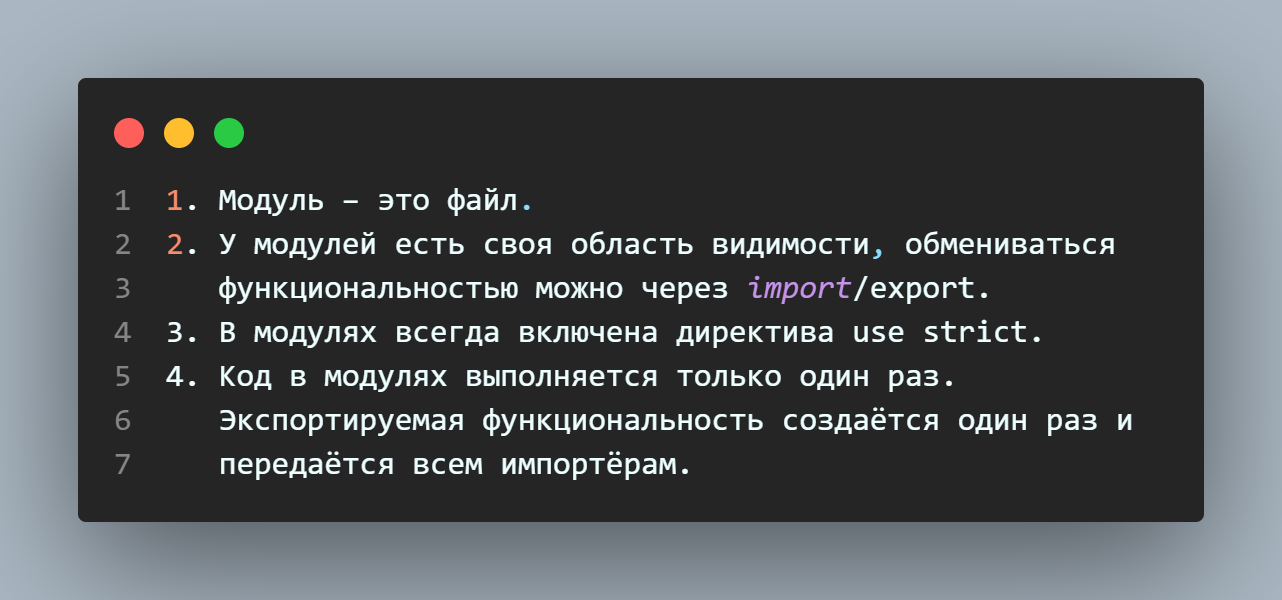 1 1. Модуль – это файл.
2 2. У модулей есть своя область видимости, обмениваться
3 функциональностью можно через import/export.
4 3. В модулях всегда включена директива use strict.
5 4. Код в модулях выполняется только один раз.
6 Экспортируемая функциональность создаётся один раз и
7 передаётся всем импортёрам.